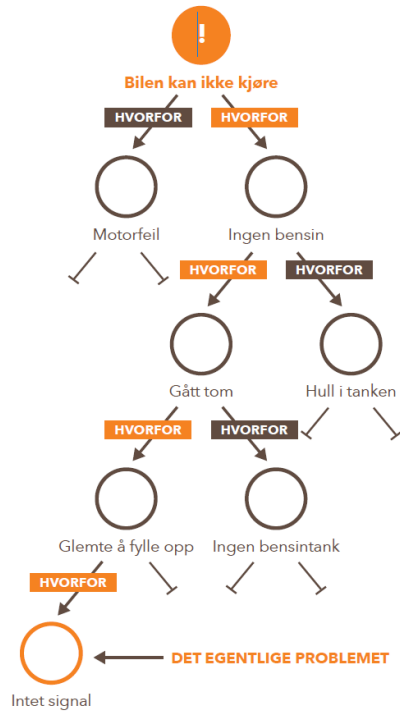 !
Bilen kan ikke kjøre
HVORFOR HVORFOR
Motorfeil Ingen bensin
HVORFOR HVORFOR
Gått tom Hull i tanken
HVORFOR HVORFOR
Glemte å fylle opp Ingen bensintank
HVORFOR
DET EGENTLIGE PROBLEMET
Intet signal